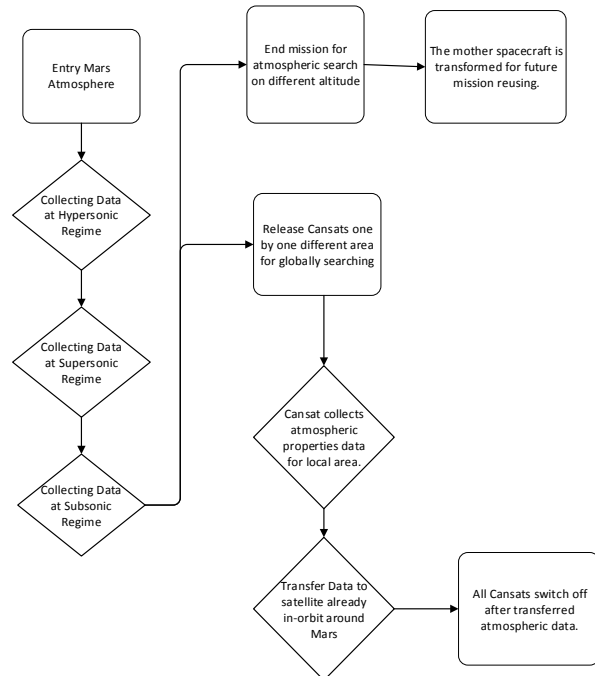 Entry Mars
Atmosphere
End mission for
atmospheric search
on different altitude
The mother spacecraft is
transformed for future
mission reusing.
Collecting Data
at Hypersonic
Regime
Release Cansats one
by one different area
for globally searching
Collecting Data
at Supersonic
Regime
Cansat collects
atmospheric
properties data
for local area.
Collecting Data
at Subsonic
Regime
Transfer Data to
satellite already
in-orbit around
Mars
All Cansats switch off
after transferred
atmospheric data.